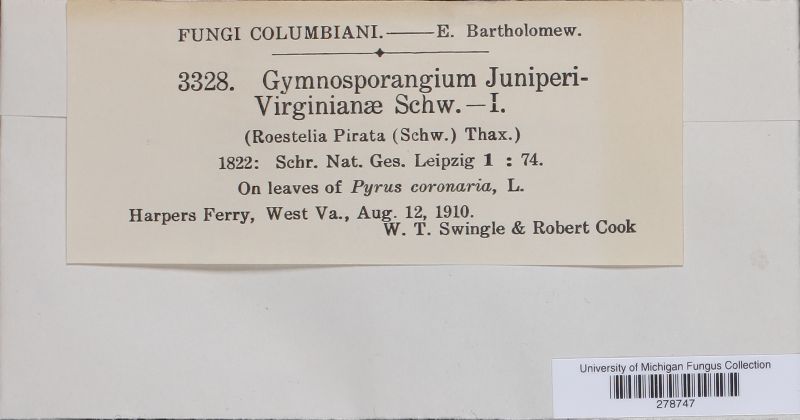 FUNGI COLUMBIANI.——E. Bartholomew.
3328. Gymnosporangium Juniperi-
Virginianæ Schw.—I.
(Roestelia Pirata (Schw.) Thax.)
1822: Schr. Nat. Ges. Leipzig 1 : 74.
On leaves of Pyrus coronaria, L.
Harpers Ferry, West Va., Aug. 12, 1910.
W. T. Swingle & Robert Cook
University of Michigan Fungus Collection
278747